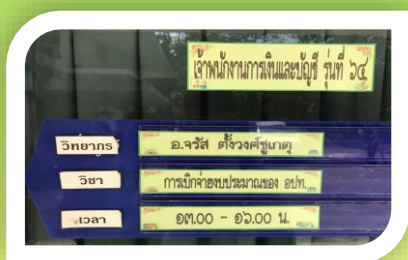 เจ้าพนักงานการเงินและบัญชี รุ่นที่ ๖๔
วิทยากร อ.จรัส ตั้งวงศ์ชูเกตุ
วิชา การเบิกจ่ายงบประมาณของ อปท.
เวลา ๑๓.๐๐ - ๑๖.๐๐ น.